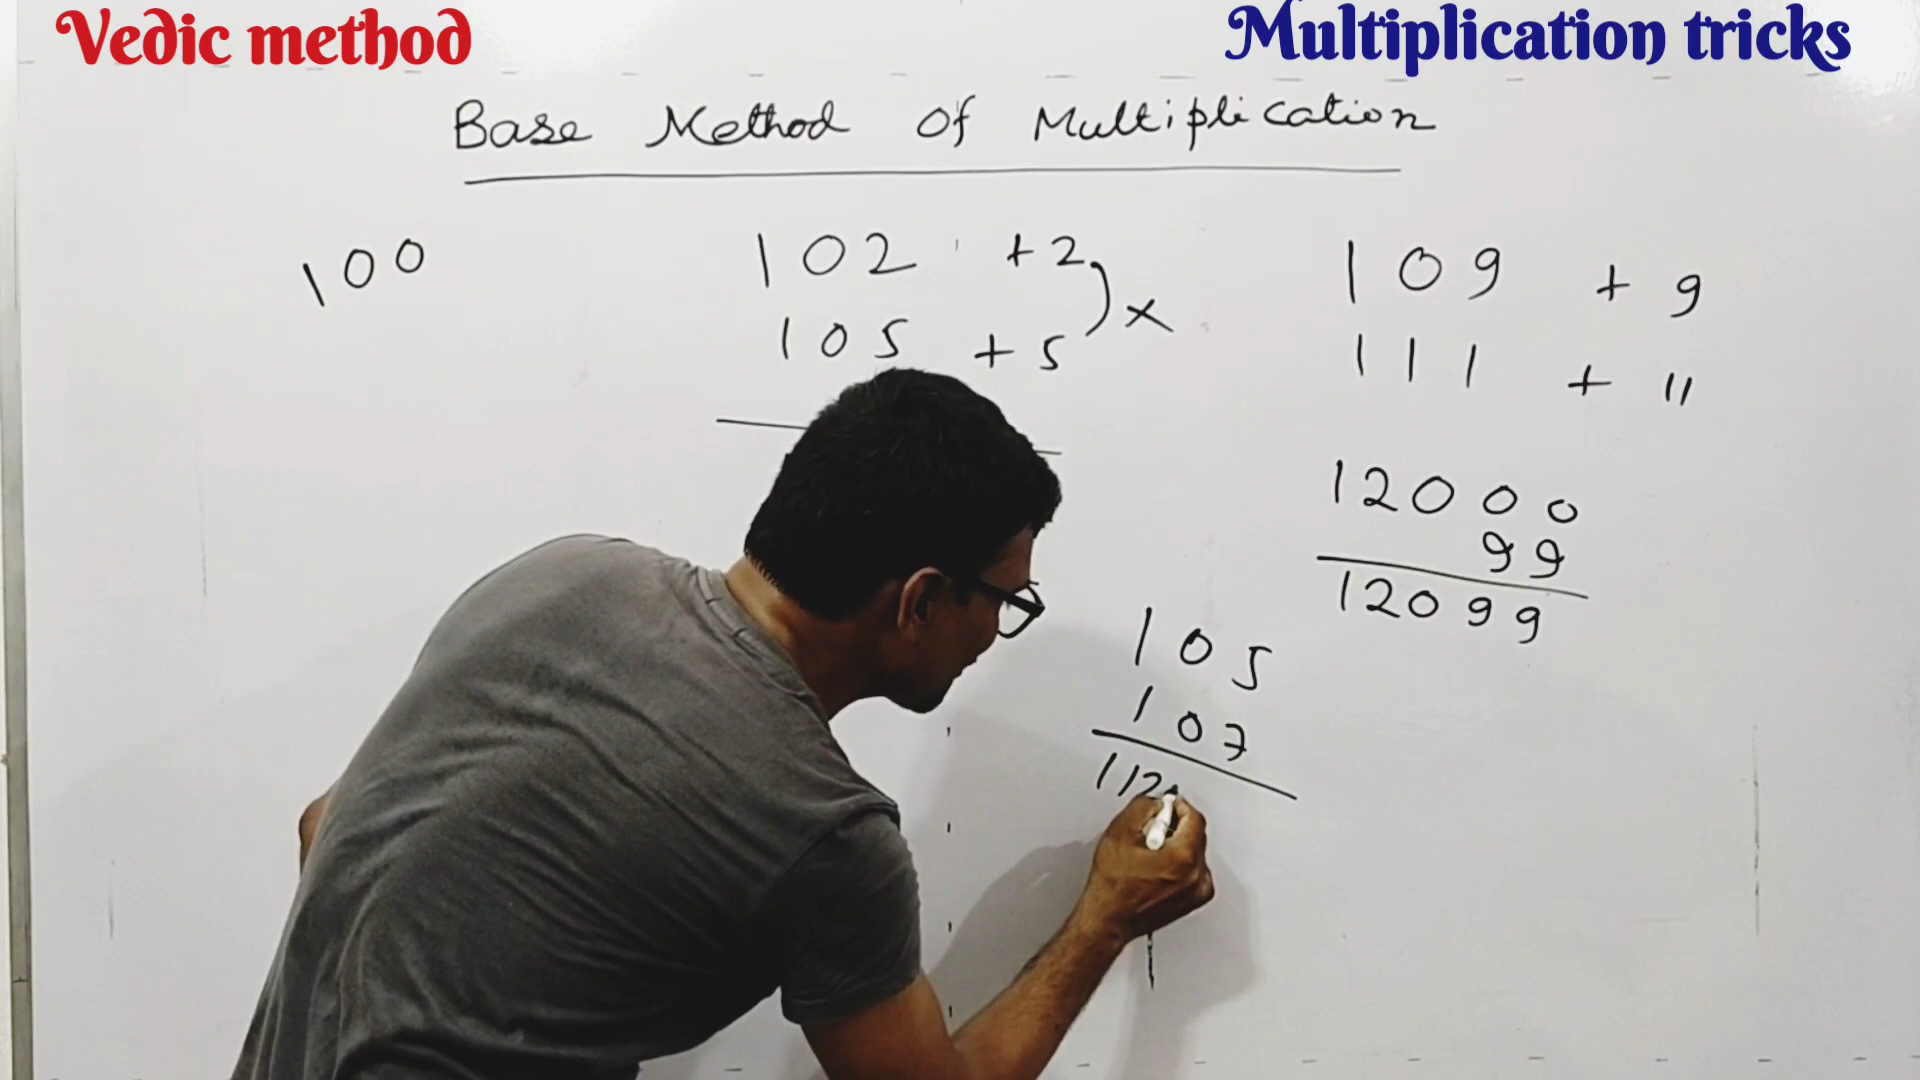 Vedic method
Multiplication tricks
Base Method Of Multiplication
100
102 +2
105 +5
×
109 + 9
111 + 11
12000
99
12099
105
107
112